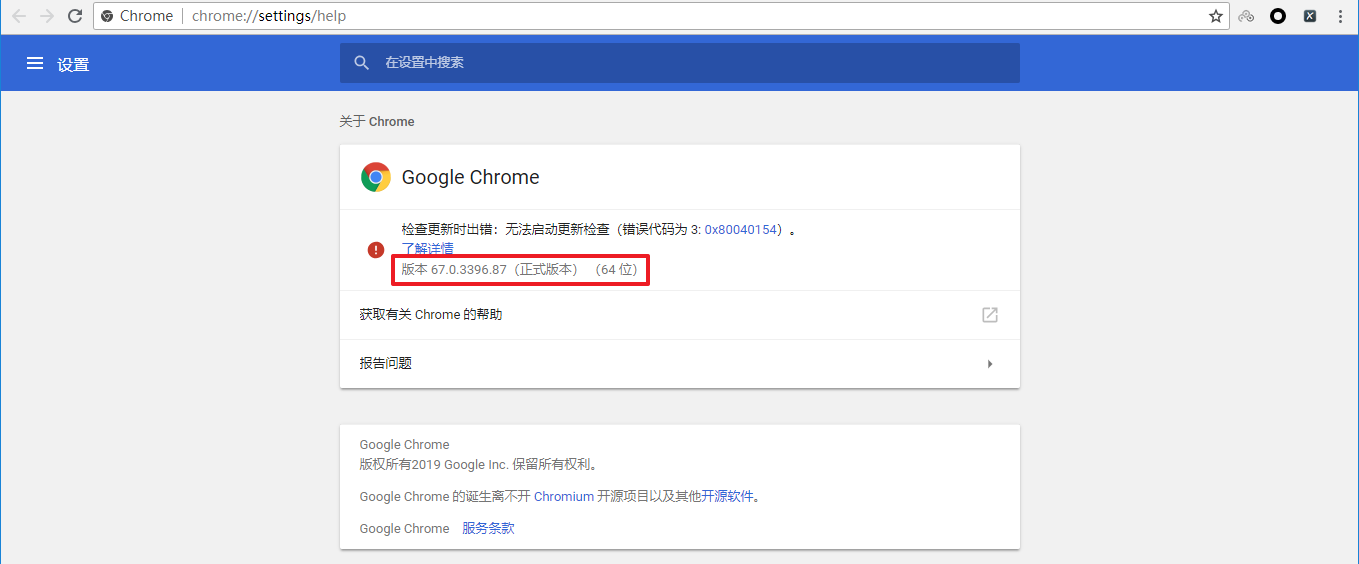 Chrome | chrome://settings/help
设置
在设置中搜索
关于 Chrome
Google Chrome
检查更新时出错：无法启动更新检查（错误代码为 3: 0x80040154）。
了解详情
版本 67.0.3396.87（正式版本） （64 位）
获取有关 Chrome 的帮助
报告问题
Google Chrome
版权所有2019 Google Inc. 保留所有权利。
Google Chrome 的诞生离不开 Chromium 开源项目以及其他开源软件。
Google Chrome 服务条款